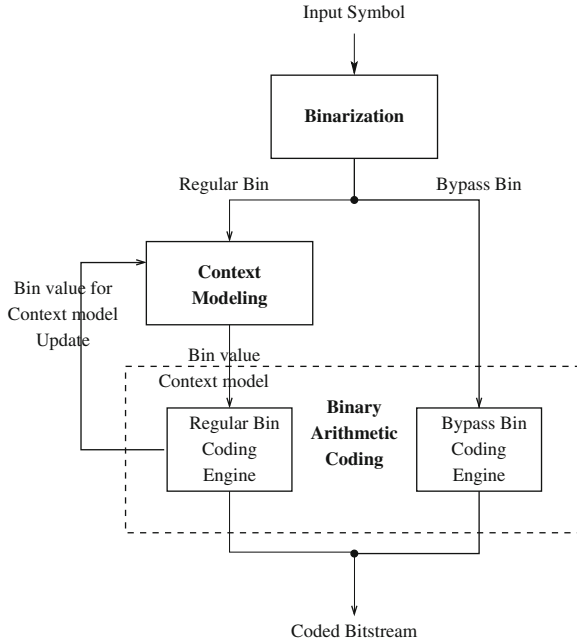 Input Symbol
Binarization
Regular Bin
Bypass Bin
Context
Modeling
Bin value for
Context model
Update
Bin value
Context model
Binary
Arithmetic
Coding
Regular Bin
Coding
Engine
Bypass Bin
Coding
Engine
Coded Bitstream